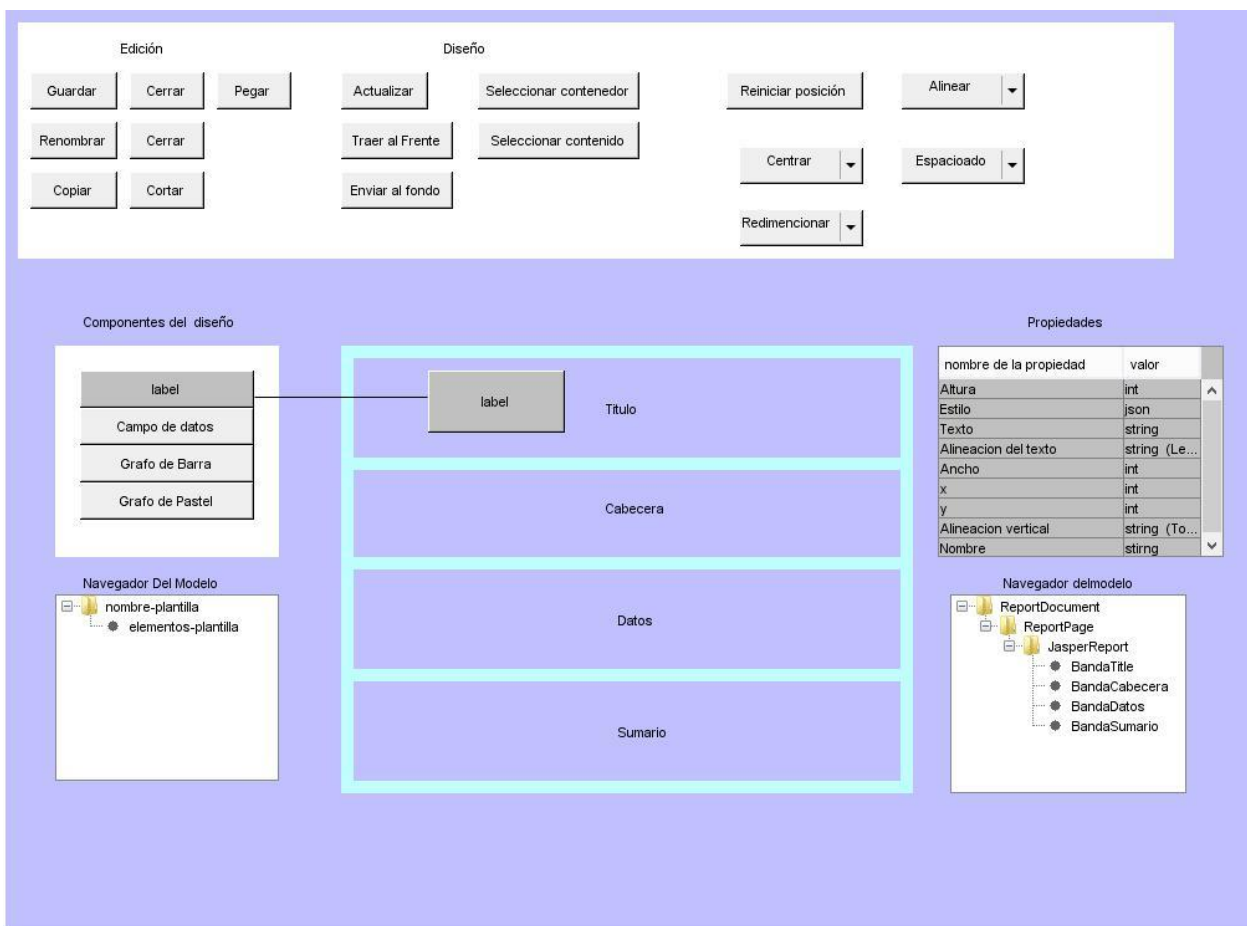 Edición
Diseño
Guardar
Cerrar
Pegar
Actualizar
Seleccionar contenedor
Reiniciar posición
Alinear
Renombrar
Cerrar
Traer al Frente
Seleccionar contenido
Centrar
Espacioado
Copiar
Cortar
Enviar al fondo
Redimencionar
Componentes del diseño
label
Campo de datos
Grafo de Barra
Grafo de Pastel
label
Titulo
Cabecera
Datos
Sumario
Propiedades
nombre de la propiedad valor
Altura int
Estilo json
Texto string
Alineacion del texto string (Le...
Ancho int
x int
y int
Alineacion vertical string (To...
Nombre stirng
Navegador Del Modelo
nombre-plantilla
elementos-plantilla
Navegador delmodelo
ReportDocument
ReportPage
JasperReport
BandaTitle
BandaCabecera
BandaDatos
BandaSumario